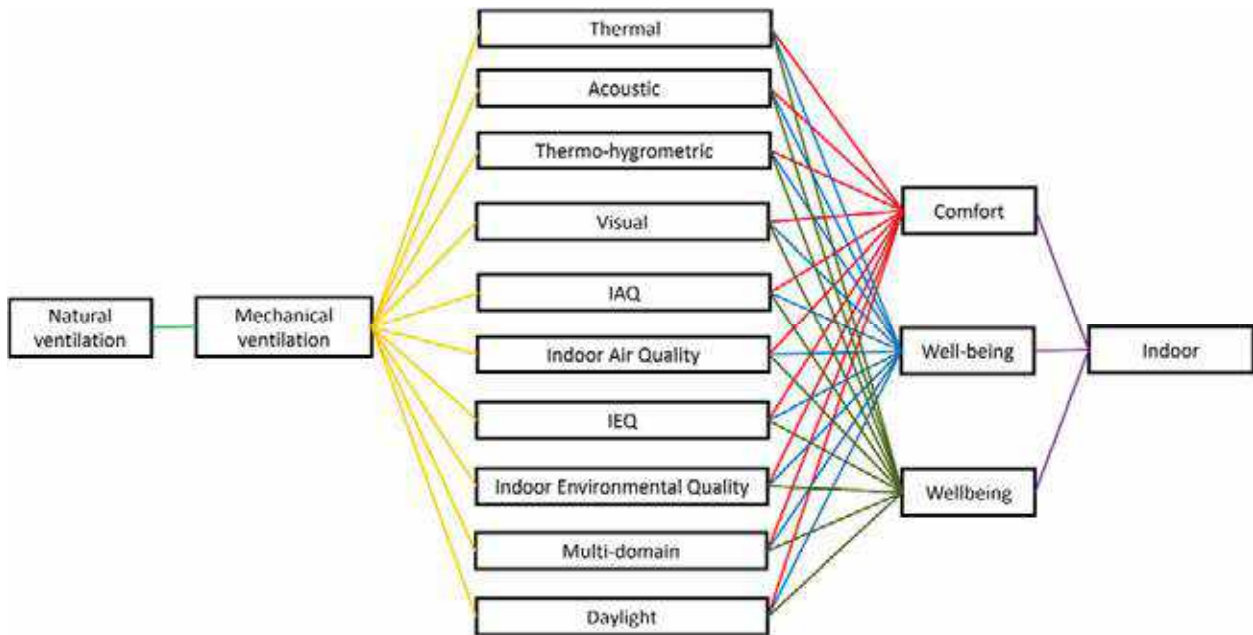 Natural
ventilation
Mechanical
ventilation
Thermal
Acoustic
Thermo-hygrometric
Visual
IAQ
Indoor Air Quality
IEQ
Indoor Environmental Quality
Multi-domain
Daylight
Comfort
Well-being
Wellbeing
Indoor